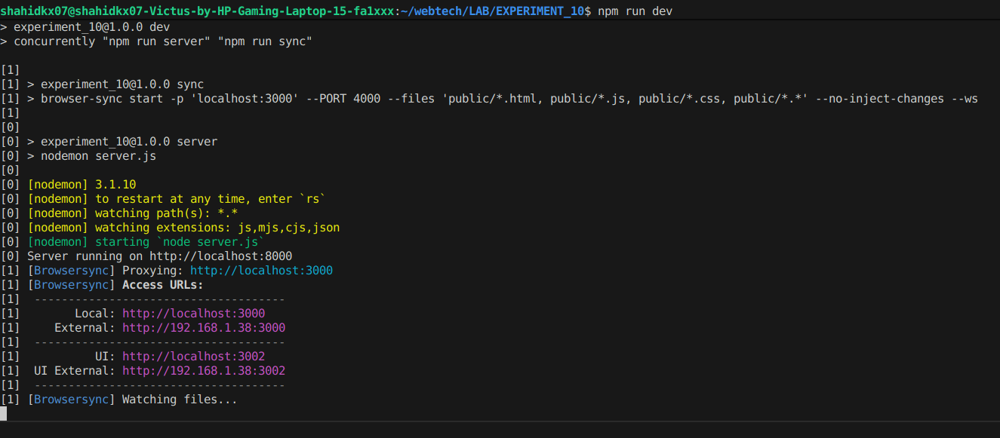 shahidkx07@shahidkx07-Victus-by-HP-Gaming-Laptop-15-fa1xxx:~/webtech/LAB/EXPERIMENT_10$ npm run dev
> experiment_10@1.0.0 dev
> concurrently "npm run server" "npm run sync"
[1]
[1] > experiment_10@1.0.0 sync
[1] > browser-sync start -p 'localhost:3000' --PORT 4000 --files 'public/*.html, public/*.js, public/*.css, public/*.*' --no-inject-changes --ws
[1]
[0]
[0] > experiment_10@1.0.0 server
[0] > nodemon server.js
[0]
[0] [nodemon] 3.1.10
[0] [nodemon] to restart at any time, enter `rs`
[0] [nodemon] watching path(s): *.*
[0] [nodemon] watching extensions: js,mjs,cjs,json
[0] [nodemon] starting `node server.js`
[0] Server running on http://localhost:8000
[1] [Browsersync] Proxying: http://localhost:3000
[1] [Browsersync] Access URLs:
[1]  -------------------------------------
[1]        Local: http://localhost:3000
[1]     External: http://192.168.1.38:3000
[1]  -------------------------------------
[1]           UI: http://localhost:3002
[1]  UI External: http://192.168.1.38:3002
[1]  -------------------------------------
[1] [Browsersync] Watching files...